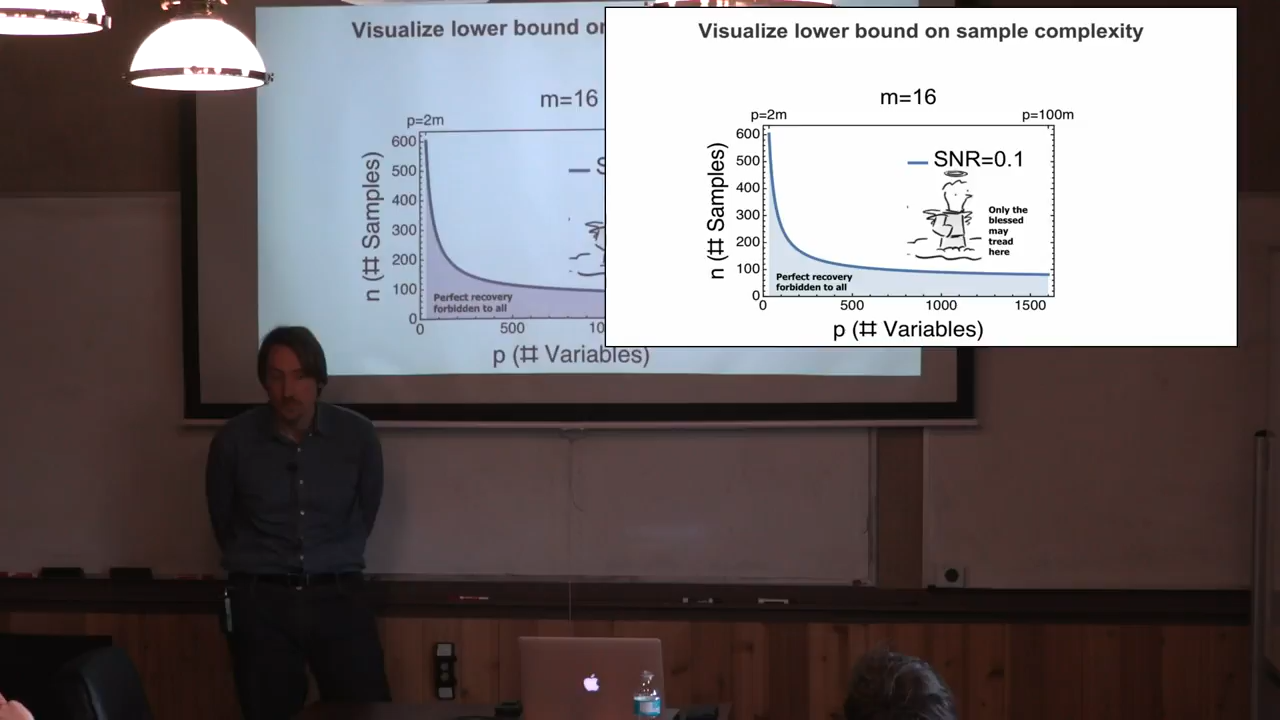 Visualize lower bound or
m=16
p=2m
600
500
400
300
200
100
0
n (# Samples)
S
Perfect recovery
forbidden to all
0
500
10
p (# Variables)
Visualize lower bound on sample complexity
m=16
p=2m
p=100m
600
500
400
300
200
100
0
n (# Samples)
SNR=0.1
Only the
blessed
may
tread
here
Perfect recovery
forbidden to all
0
500
1000
1500
p (# Variables)